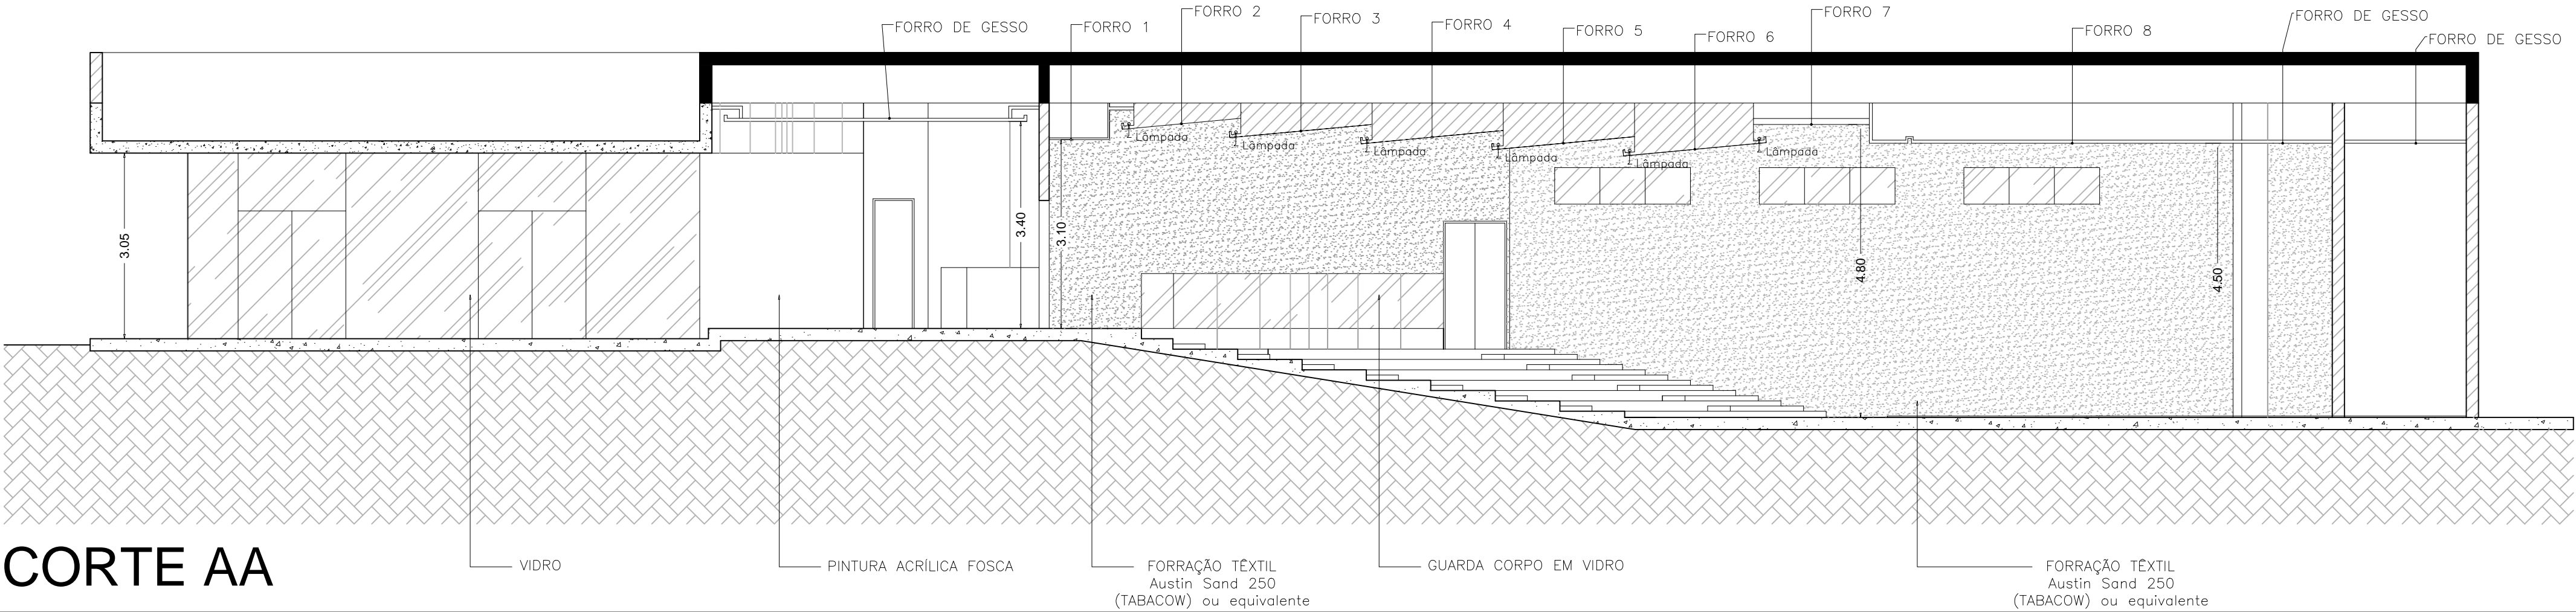 FORRO DE GESSO
FORRO 1
FORRO 2
FORRO 3
FORRO 4
FORRO 5
FORRO 6
FORRO 7
FORRO 8
FORRO DE GESSO
FORRO DE GESSO
Lâmpada
Lâmpada
Lâmpada
Lâmpada
Lâmpada
Lâmpada
3.05
3.40
3.10
4.80
4.50
CORTE AA
VIDRO
PINTURA ACRÍLICA FOSCA
FORRAÇÃO TÊXTIL
Austin Sand 250
(TABACOW) ou equivalente
GUARDA CORPO EM VIDRO
FORRAÇÃO TÊXTIL
Austin Sand 250
(TABACOW) ou equivalente